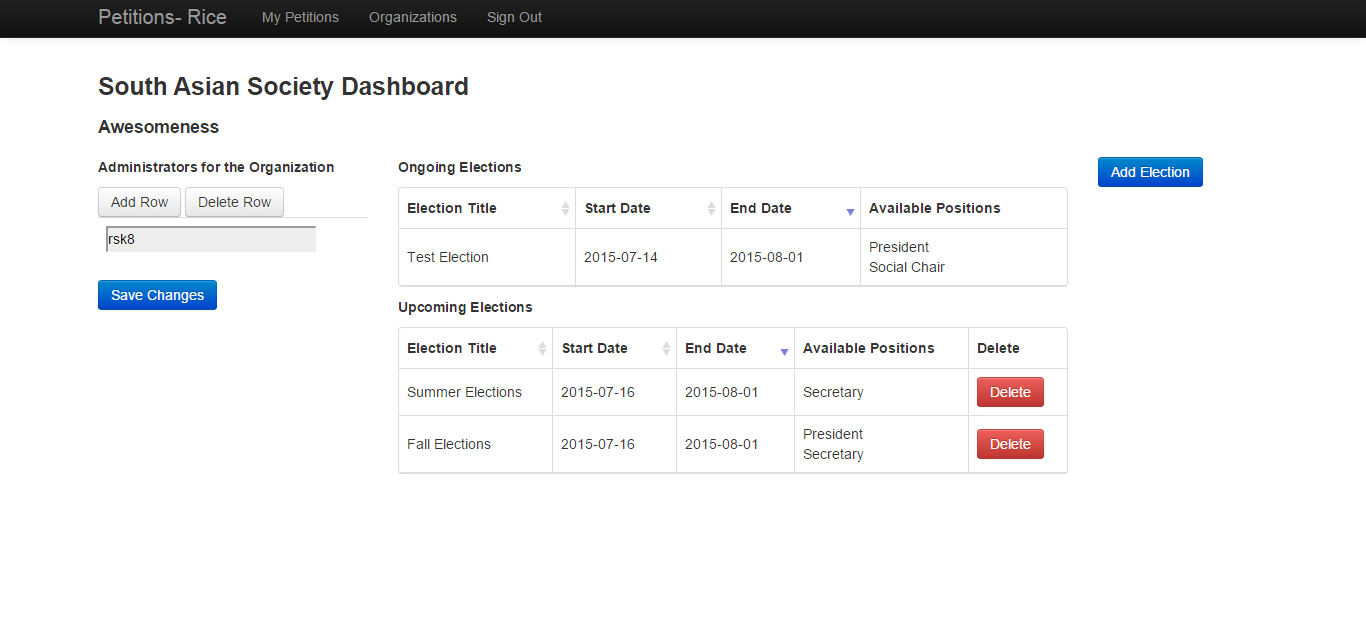 Petitions- Rice My Petitions Organizations Sign Out
South Asian Society Dashboard
Awesomeness
Administrators for the Organization
Add Row Delete Row
rsk8
Save Changes
Ongoing Elections
Election Title Start Date End Date Available Positions
Test Election 2015-07-14 2015-08-01 President
Social Chair
Upcoming Elections
Election Title Start Date End Date Available Positions Delete
Summer Elections 2015-07-16 2015-08-01 Secretary Delete
Fall Elections 2015-07-16 2015-08-01 President
Secretary Delete
Add Election